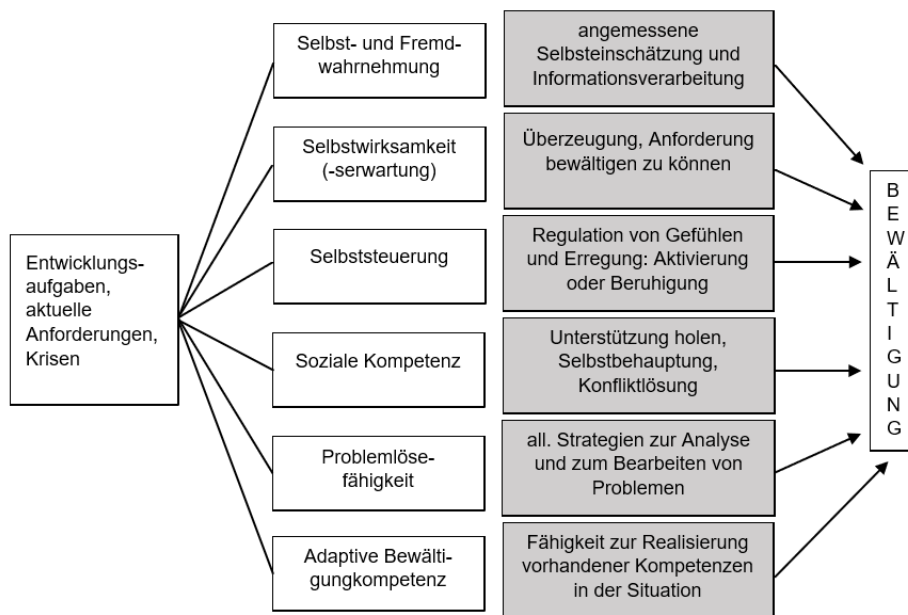 Entwicklungs-
aufgaben,
aktuelle
Anforderungen,
Krisen
Selbst- und Fremd-
wahrnehmung
angemessene
Selbsteinschätzung und
Informationsverarbeitung
Selbstwirksamkeit
(-serwartung)
Überzeugung, Anforderung
bewältigen zu können
Selbststeuerung
Regulation von Gefühlen
und Erregung: Aktivierung
oder Beruhigung
Soziale Kompetenz
Unterstützung holen,
Selbstbehauptung,
Konfliktlösung
Problemlöse-
fähigkeit
all. Strategien zur Analyse
und zum Bearbeiten von
Problemen
Adaptive Bewälti-
gungkompetenz
Fähigkeit zur Realisierung
vorhandener Kompetenzen
in der Situation
BEWÄLTIGUNG